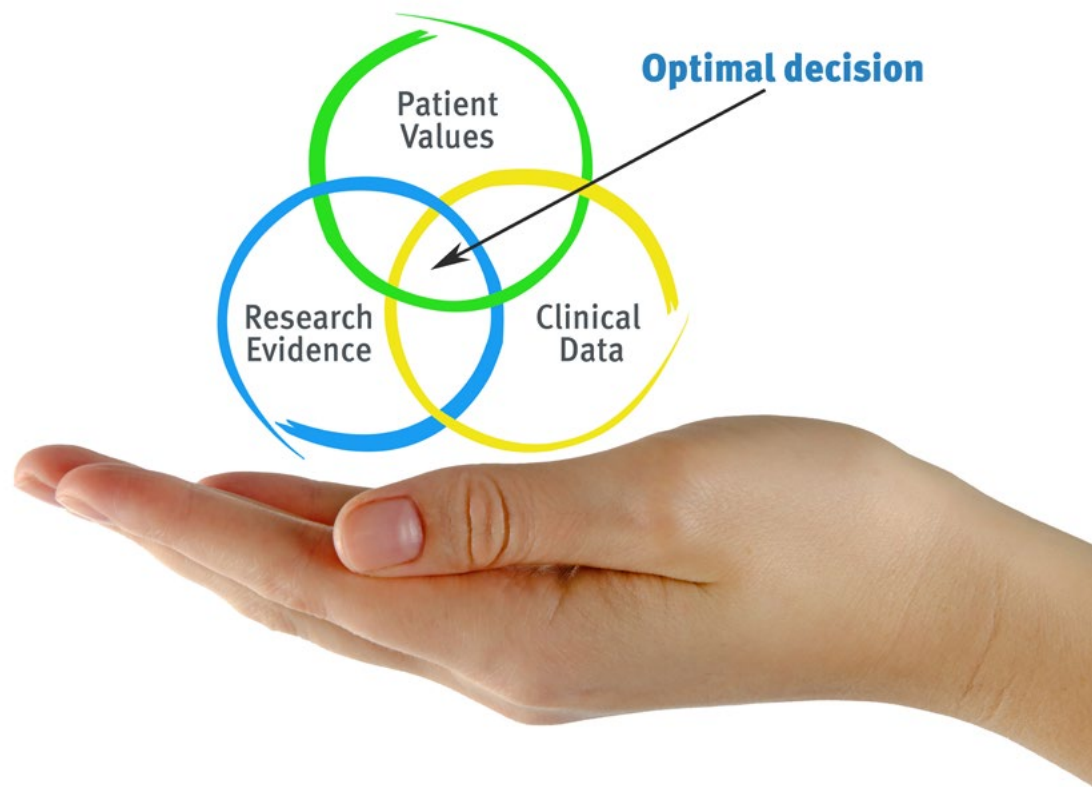 Optimal decision
Patient
Values
Research
Evidence
Clinical
Data